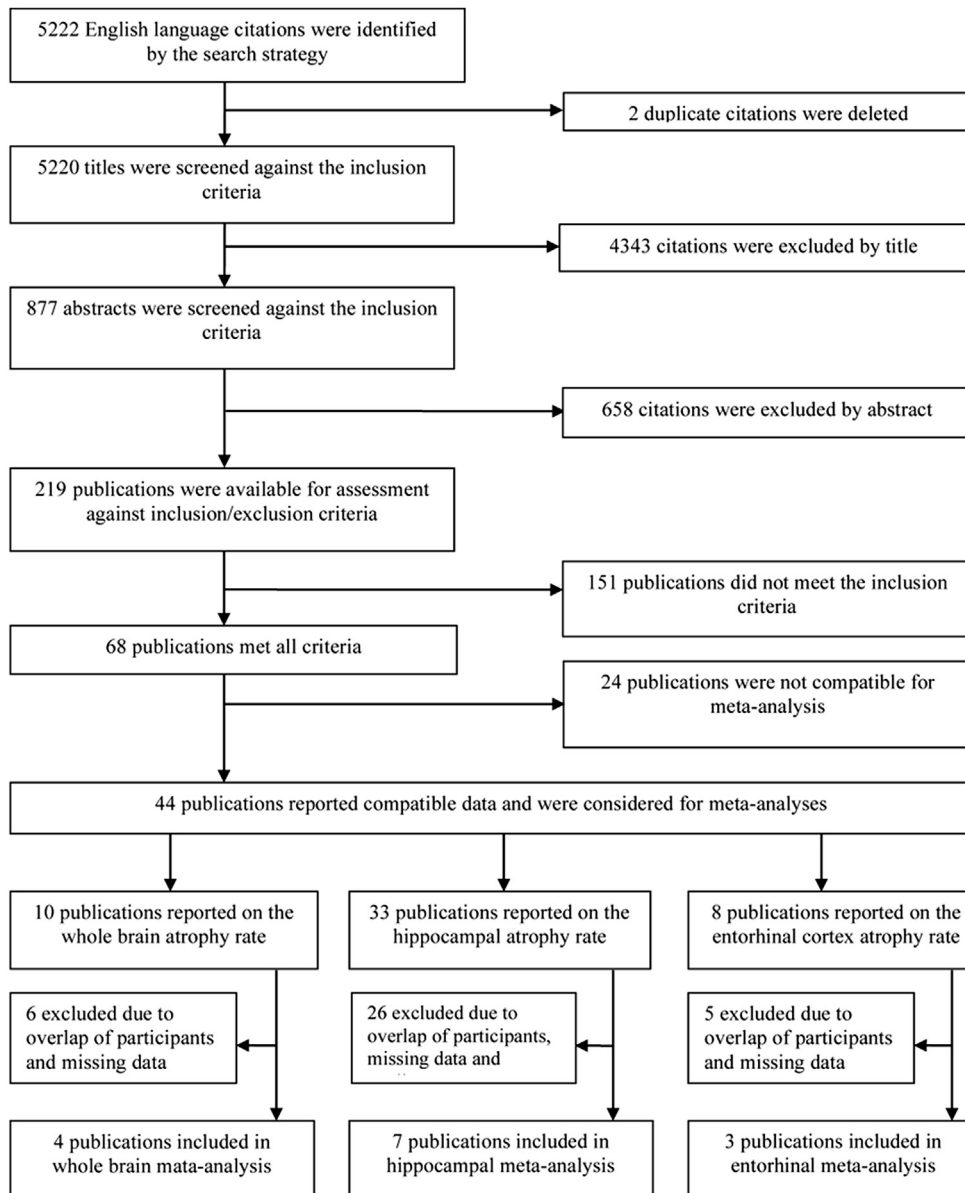 5222 English language citations were identified
by the search strategy
2 duplicate citations were deleted
5220 titles were screened against the inclusion
criteria
4343 citations were excluded by title
877 abstracts were screened against the inclusion
criteria
658 citations were excluded by abstract
219 publications were available for assessment
against inclusion/exclusion criteria
151 publications did not meet the inclusion
criteria
68 publications met all criteria
24 publications were not compatible for
meta-analysis
44 publications reported compatible data and were considered for meta-analyses
10 publications reported on the
whole brain atrophy rate
33 publications reported on the
hippocampal atrophy rate
8 publications reported on the
entorhinal cortex atrophy rate
6 excluded due to
overlap of participants
and missing data
26 excluded due to
overlap of participants,
missing data and
5 excluded due to
overlap of participants
and missing data
4 publications included in
whole brain mata-analysis
7 publications included in
hippocampal meta-analysis
3 publications included in
entorhinal meta-analysis